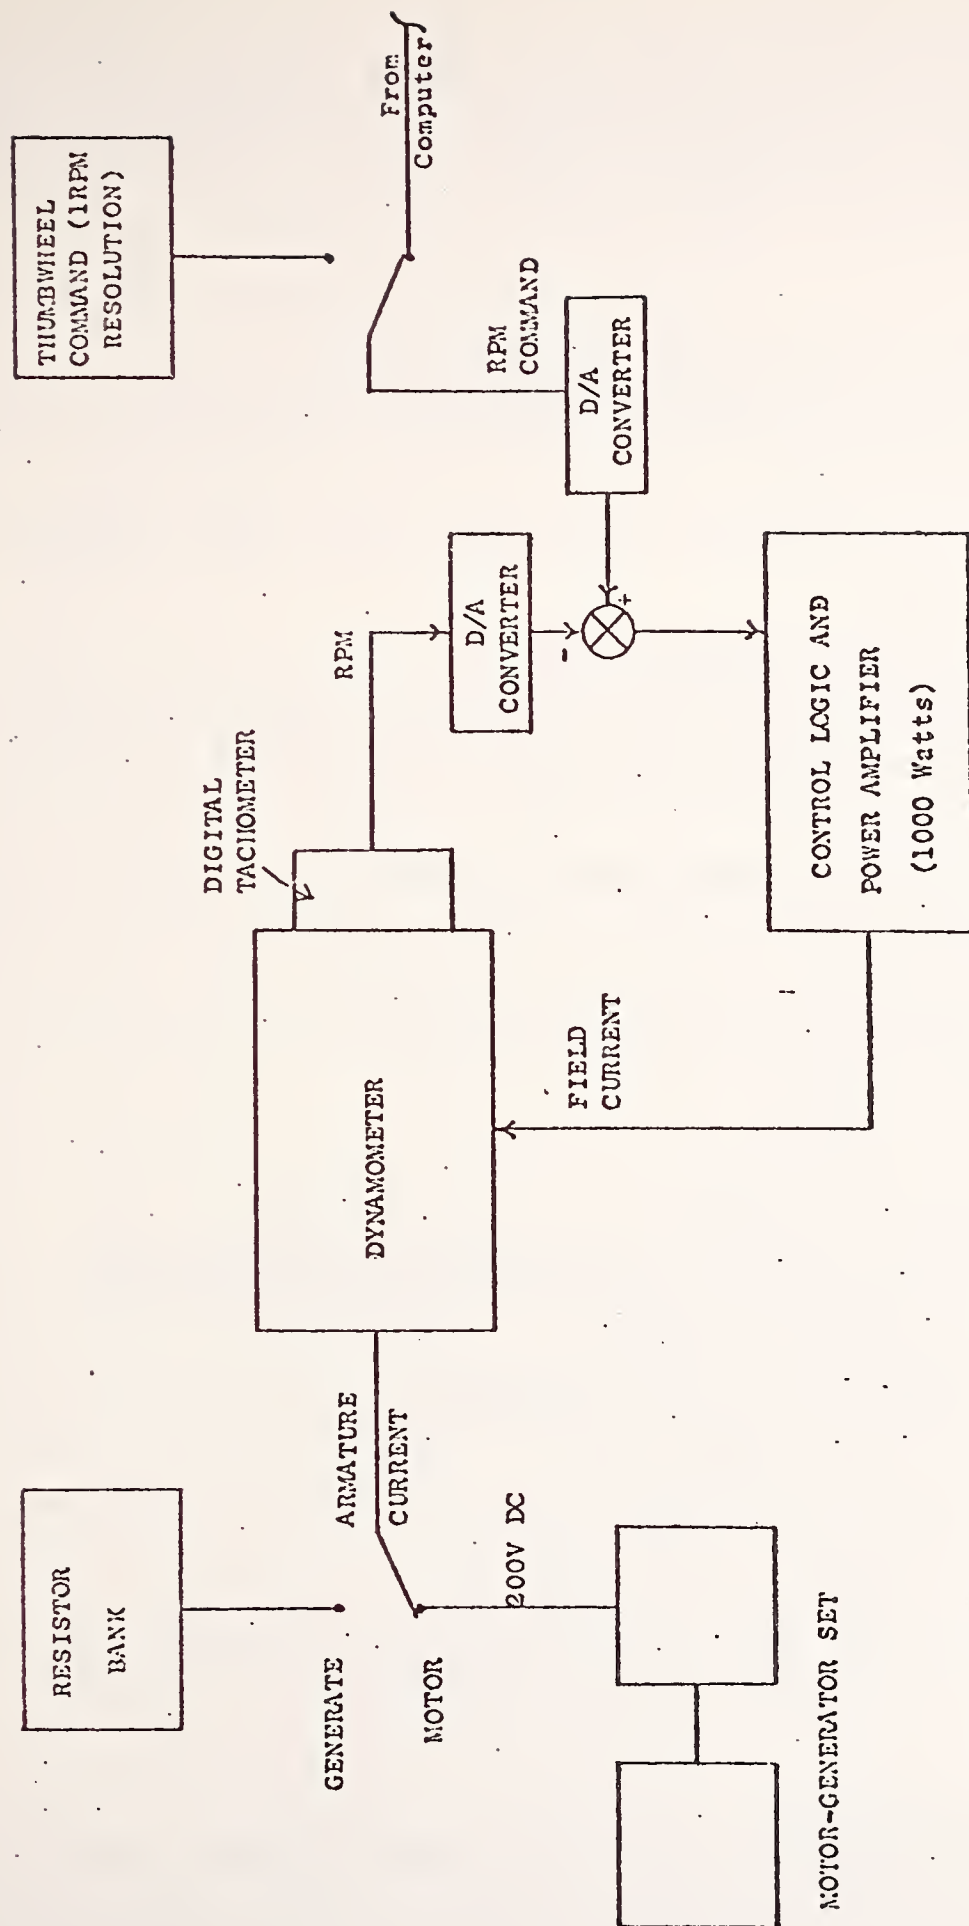 THUMBWHEEL
COMMAND (1RPM
RESOLUTION)
From
Computer
RPM
COMMAND
D/A
CONVERTER
RPM
D/A
CONVERTER
-
+
DIGITAL
TACHOMETER
CONTROL LOGIC AND
POWER AMPLIFIER
(1000 Watts)
DYNAMOMETER
FIELD
CURRENT
ARMATURE
CURRENT
RESISTOR
BANK
GENERATE
MOTOR
200V DC
MOTOR-GENERATOR SET